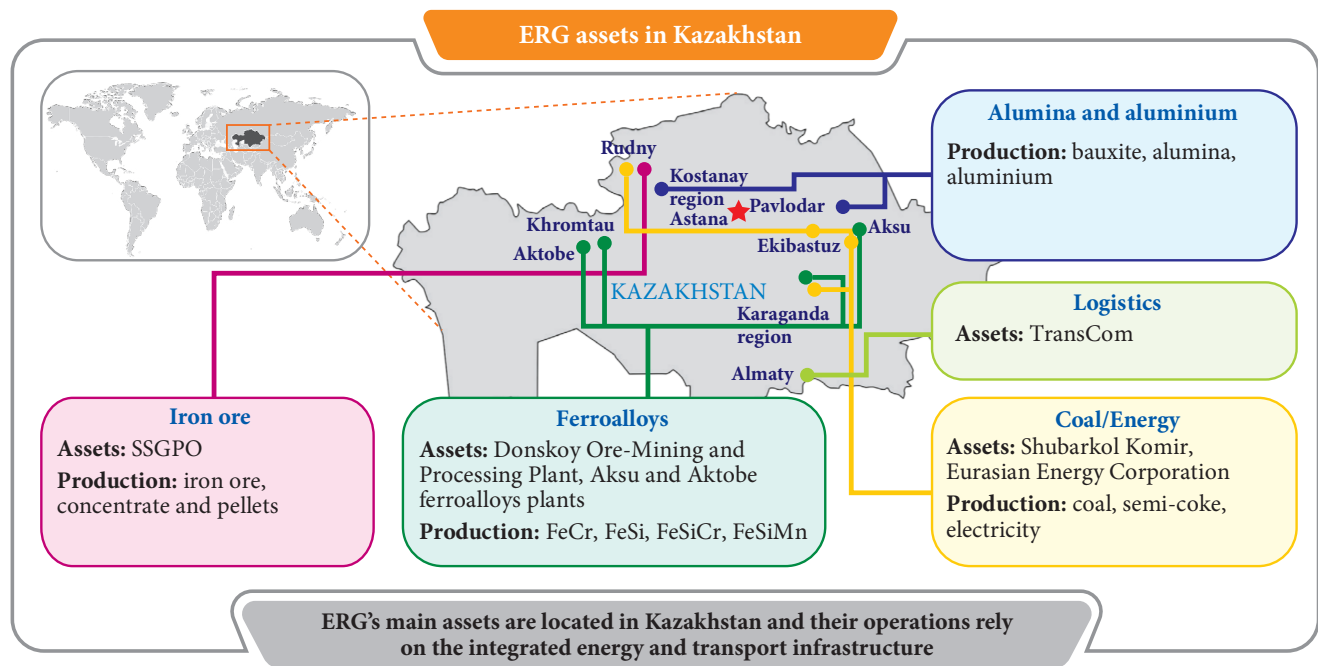 ERG assets in Kazakhstan
Rudny
Kostanay
region
Astana
Pavlodar
Khromtau
Aktobe
Ekibastuz
Aksu
KAZAKHSTAN
Karaganda
region
Almaty
Alumina and aluminium
Production: bauxite, alumina,
aluminium
Logistics
Assets: TransCom
Iron ore
Assets: SSGPO
Production: iron ore,
concentrate and pellets
Ferroalloys
Assets: Donskoy Ore-Mining and
Processing Plant, Aksu and Aktobe
ferroalloys plants
Production: FeCr, FeSi, FeSiCr, FeSiMn
Coal/Energy
Assets: Shubarkol Komir,
Eurasian Energy Corporation
Production: coal, semi-coke,
electricity
ERG’s main assets are located in Kazakhstan and their operations rely
on the integrated energy and transport infrastructure